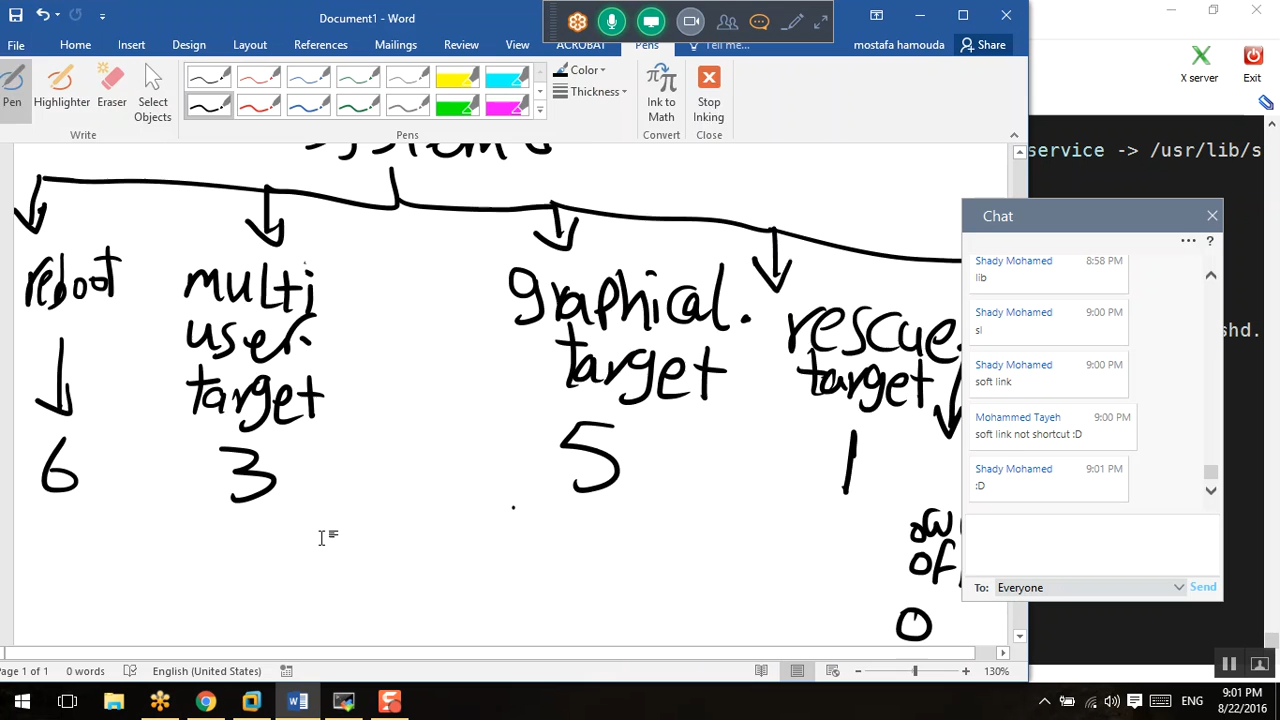 Document1 - Word
mostafa hamouda
Share
File
Home
Insert
Design
Layout
References
Mailings
Review
View
ACROBAT
Pens
Tell me...
X server
Exit
Pen
Highlighter
Eraser
Select
Objects
Color
Thickness
Ink to
Math
Stop
Inking
Write
Pens
Convert
Close
service -> /usr/lib/s
shd.
reboot
6
multi
user.
target
3
graphical.
target
5
rescue.
target
1
of
0
Chat
Shady Mohamed 8:58 PM
lib
Shady Mohamed 9:00 PM
sl
Shady Mohamed 9:00 PM
soft link
Mohammed Tayeh 9:00 PM
soft link not shortcut :D
Shady Mohamed 9:01 PM
:D
To: Everyone Send
Page 1 of 1 0 words English (United States) 130%
ENG
9:01 PM
8/22/2016